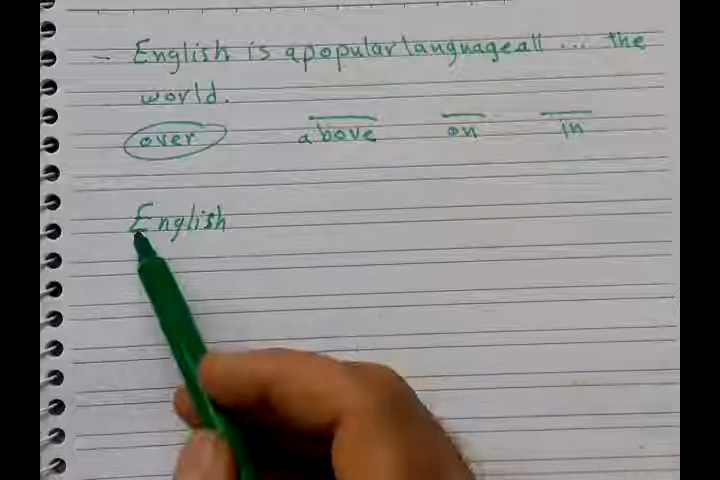 - English is a popular language all ... the
world.
over above on in
English